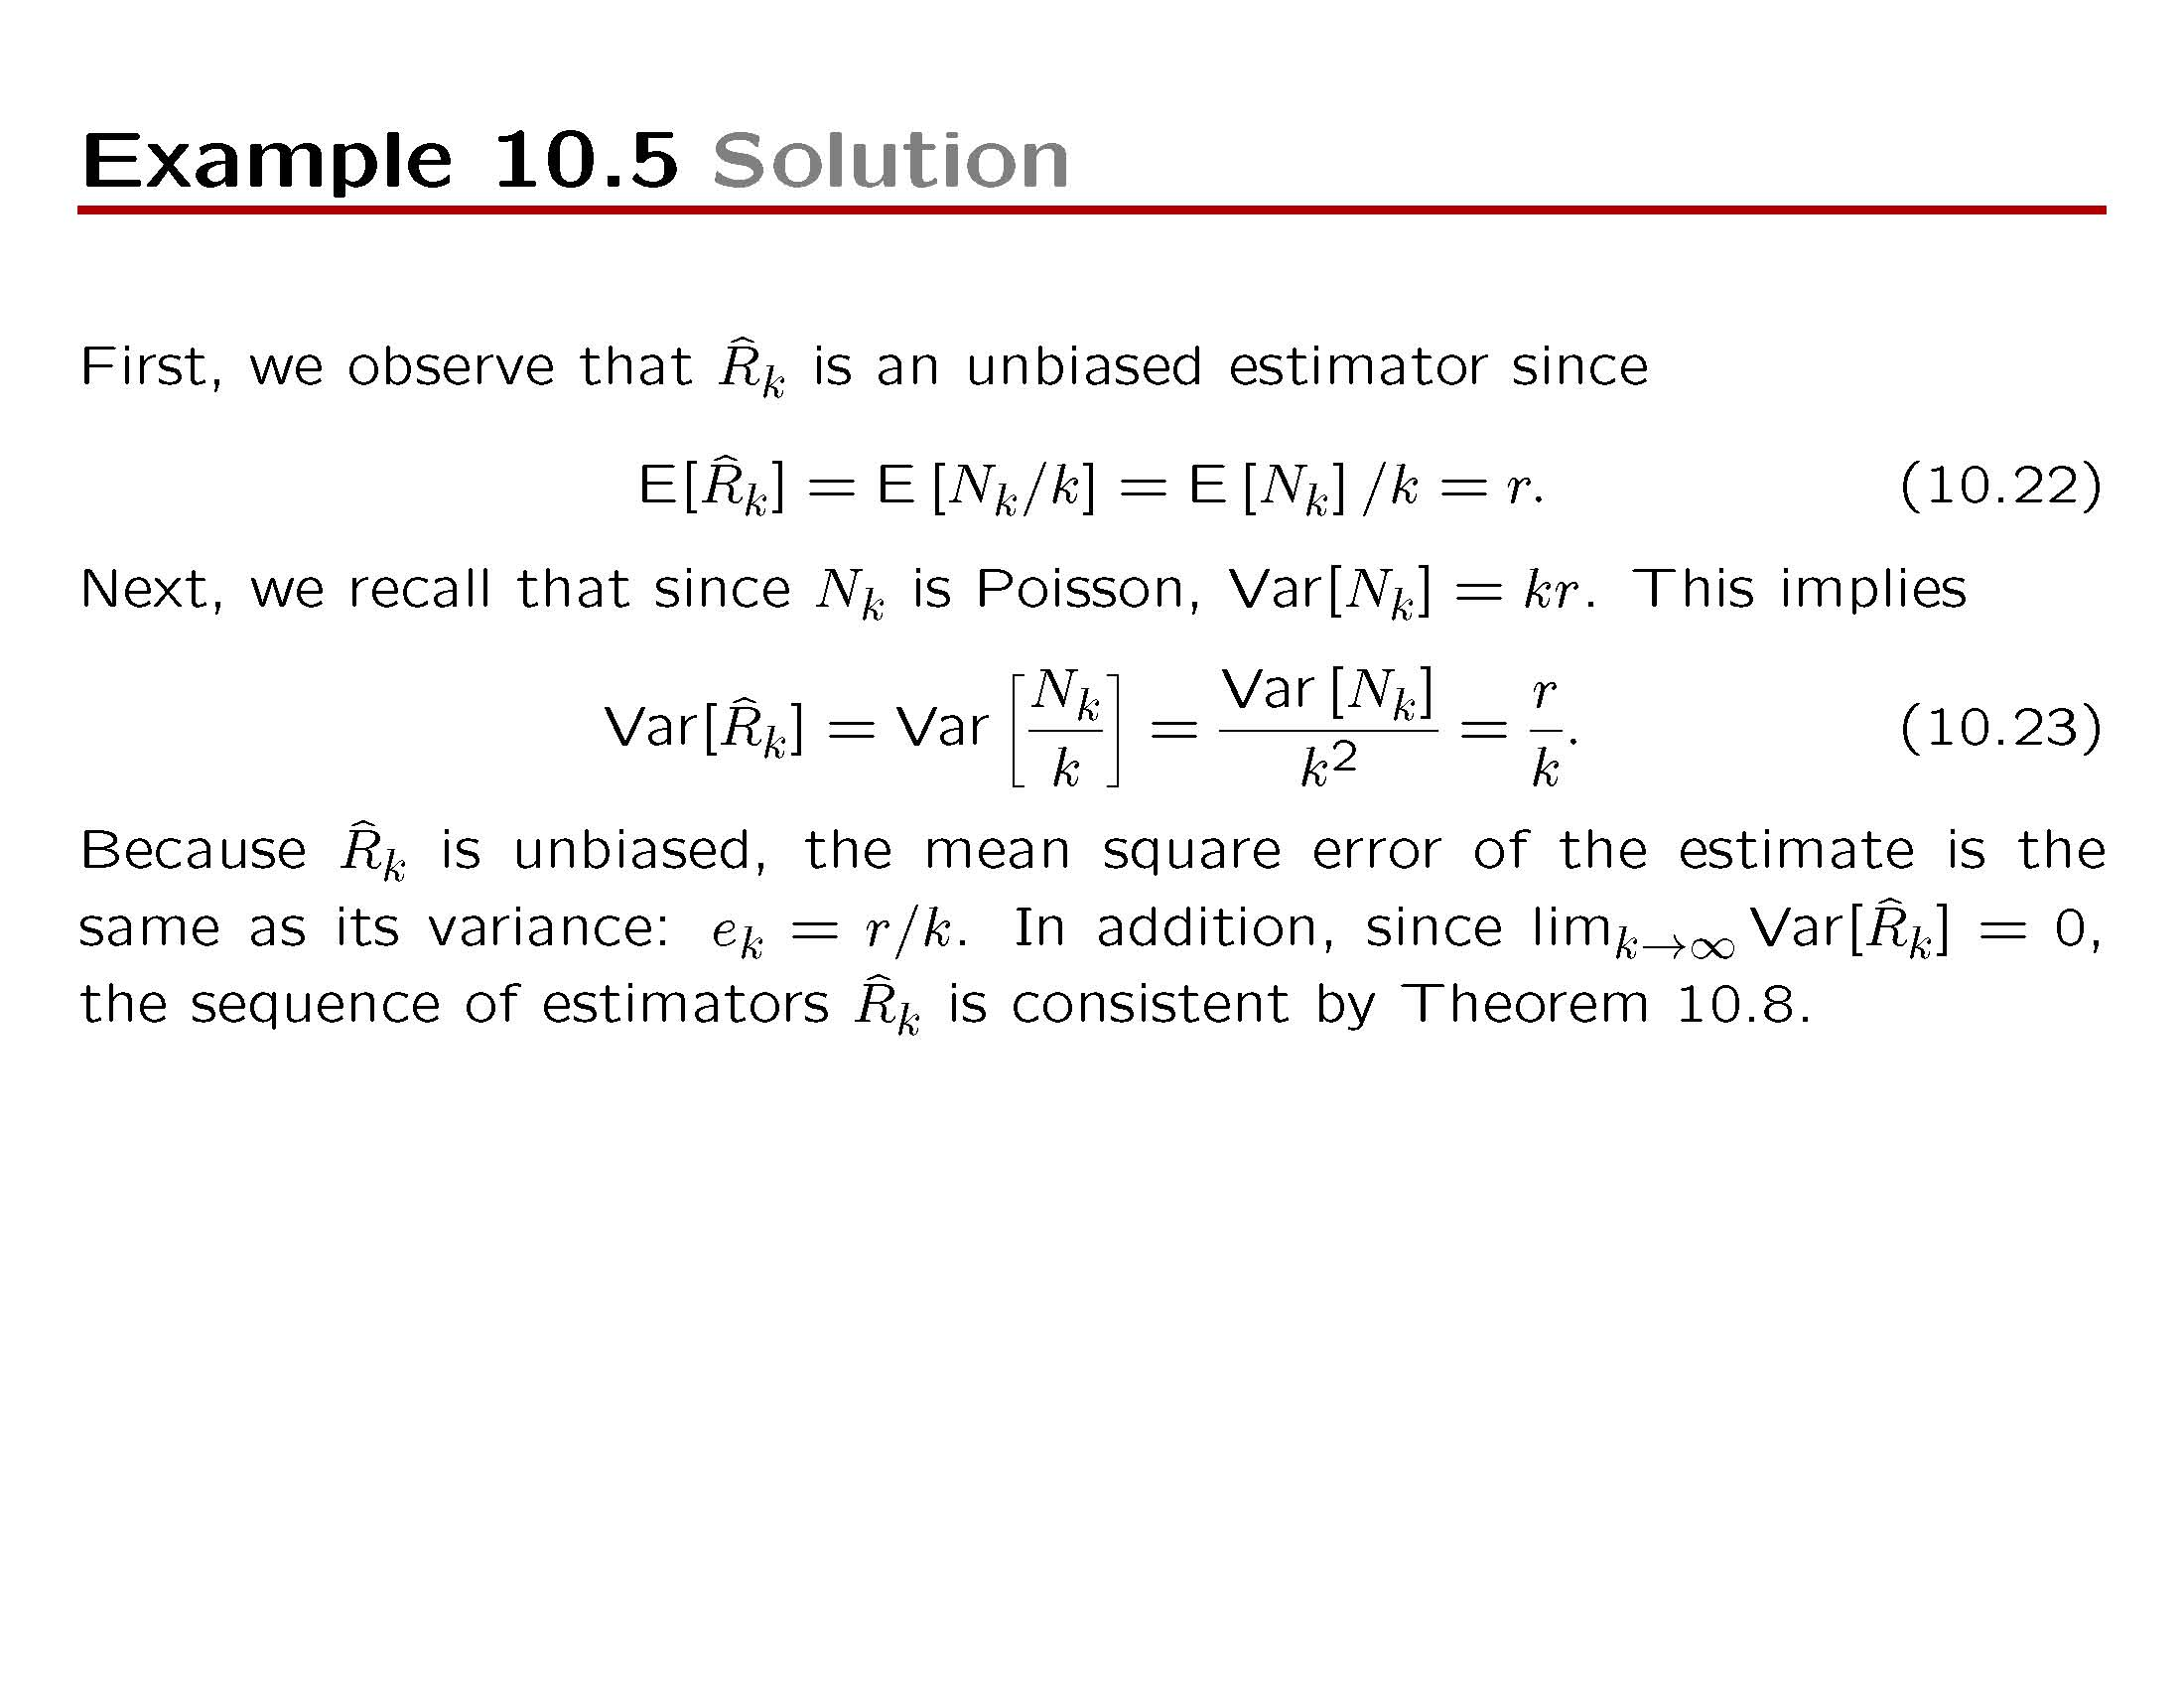 Example 10.5 Solution
First, we observe that R̂_k is an unbiased estimator since
E[R̂_k] = E [N_k/k] = E [N_k] /k = r. (10.22)
Next, we recall that since N_k is Poisson, Var[N_k] = kr. This implies
Var[R̂_k] = Var [N_k/k] = Var [N_k]/k² = r/k. (10.23)
Because R̂_k is unbiased, the mean square error of the estimate is the
same as its variance: e_k = r/k. In addition, since lim_{k→∞} Var[R̂_k] = 0,
the sequence of estimators R̂_k is consistent by Theorem 10.8.